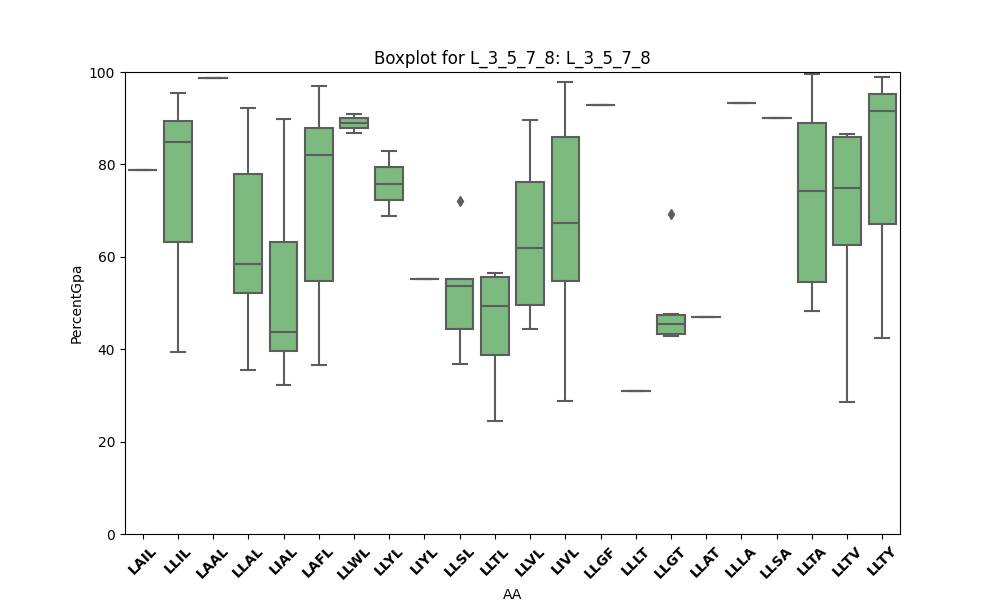 Boxplot for L_3_5_7_8: L_3_5_7_8
100
80
60
40
20
0
PercentGpa
LAIL LLIL LAAL LLAL LIAL LAFL LLWL LLYL LIYL LLSL LLTL LLVL LIVL LLGF LLLT LLGT LLAT LLLA LLSA LLTA LLTV LLTY
AA